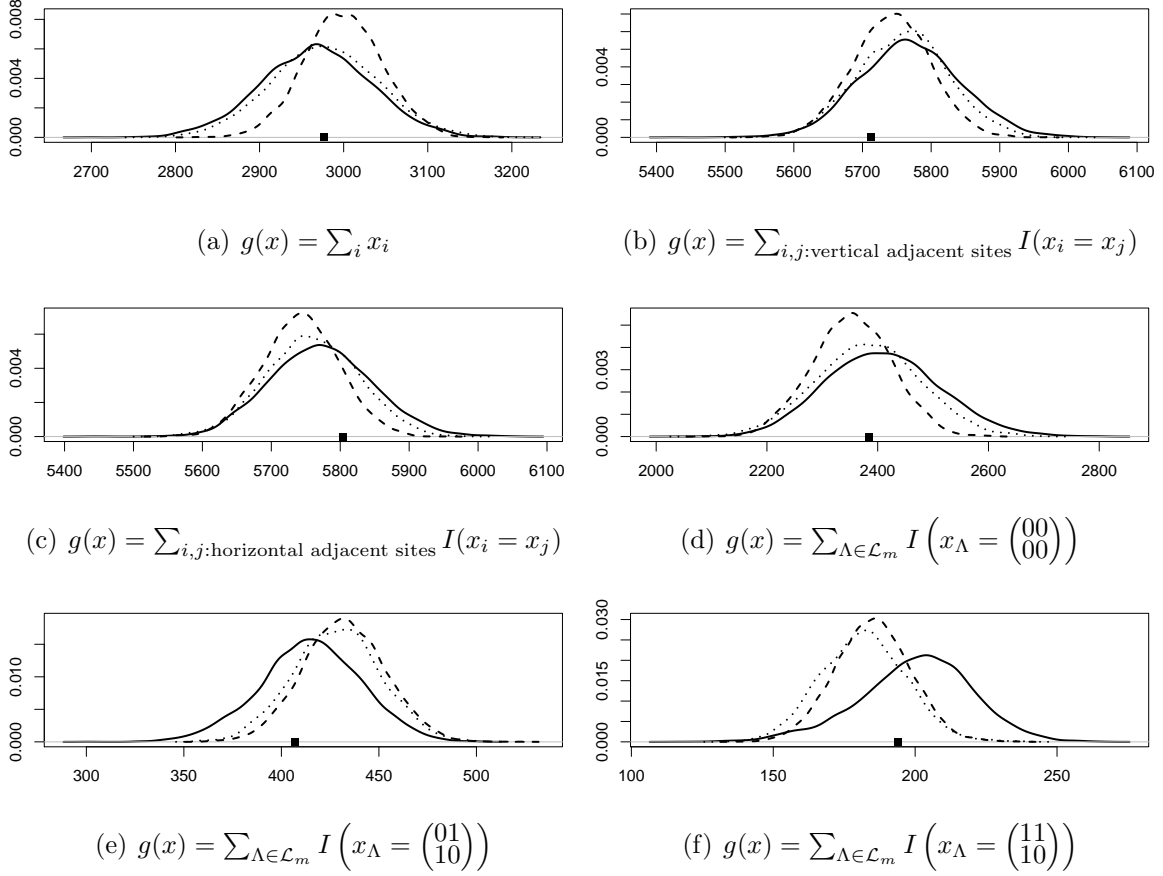 0.000 0.004 0.008
0.000 0.004
2700 2800 2900 3000 3100 3200
5400 5500 5600 5700 5800 5900 6000 6100
(a) g(x) = ∑_i x_i
(b) g(x) = ∑_{i,j:vertical adjacent sites} I(x_i = x_j)
0.000 0.004
0.000 0.003
5400 5500 5600 5700 5800 5900 6000 6100
2000 2200 2400 2600 2800
(c) g(x) = ∑_{i,j:horizontal adjacent sites} I(x_i = x_j)
(d) g(x) = ∑_{Λ∈ℒ_m} I (x_Λ = (00 00))
0.000 0.010
0.000 0.015 0.030
300 350 400 450 500
100 150 200 250
(e) g(x) = ∑_{Λ∈ℒ_m} I (x_Λ = (01 10))
(f) g(x) = ∑_{Λ∈ℒ_m} I (x_Λ = (11 10))